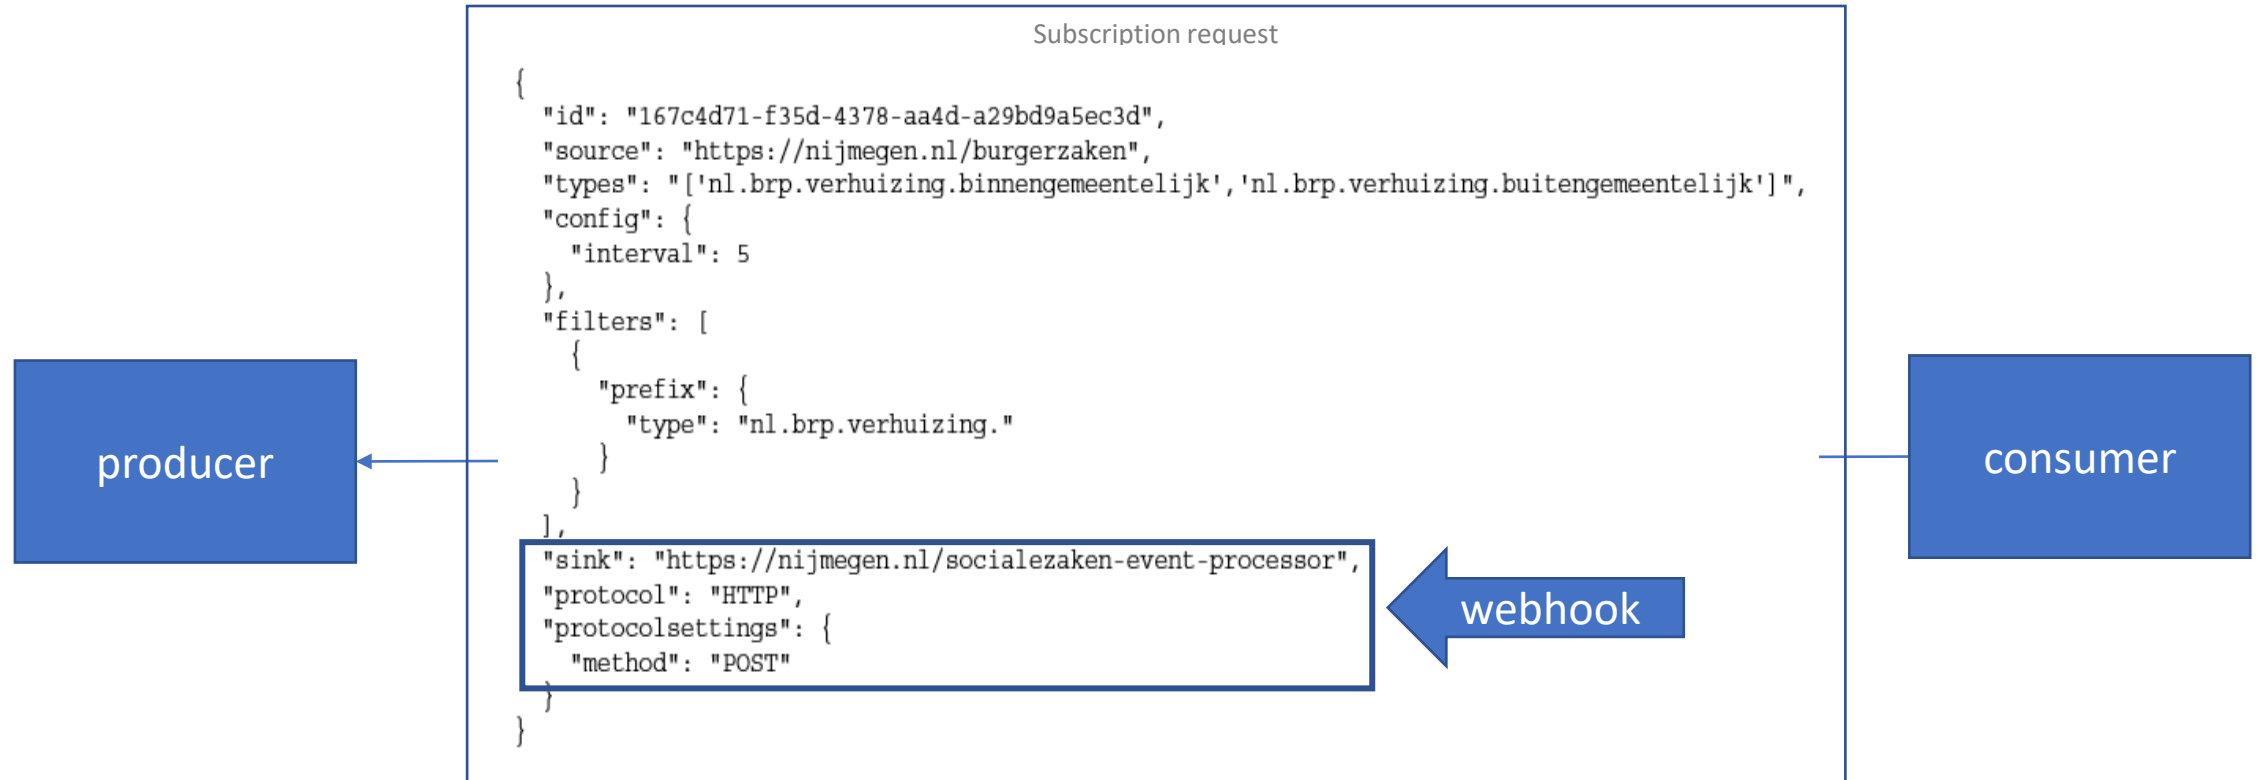 Subscription request
{
"id": "167c4d71-f35d-4378-aa4d-a29bd9a5ec3d",
"source": "https://nijmegen.nl/burgerzaken",
"types": "['nl.brp.verhuizing.binnengemeentelijk','nl.brp.verhuizing.buitengemeentelijk']",
"config": {
"interval": 5
},
"filters": [
{
"prefix": {
"type": "nl.brp.verhuizing."
}
}
],
"sink": "https://nijmegen.nl/socialezaken-event-processor",
"protocol": "HTTP",
"protocolsettings": {
"method": "POST"
}
}
producer
consumer
webhook